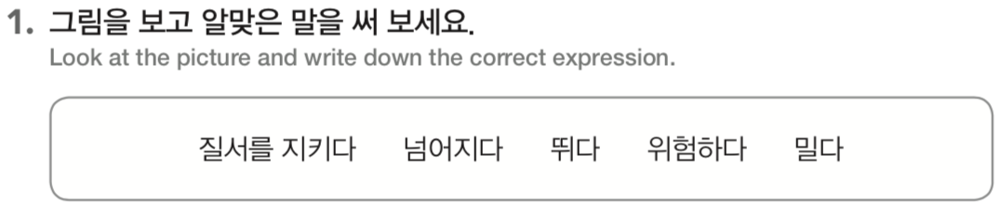 1. 그림을 보고 알맞은 말을 써 보세요.
Look at the picture and write down the correct expression.
질서를 지키다 넘어지다 뛰다 위험하다 밀다